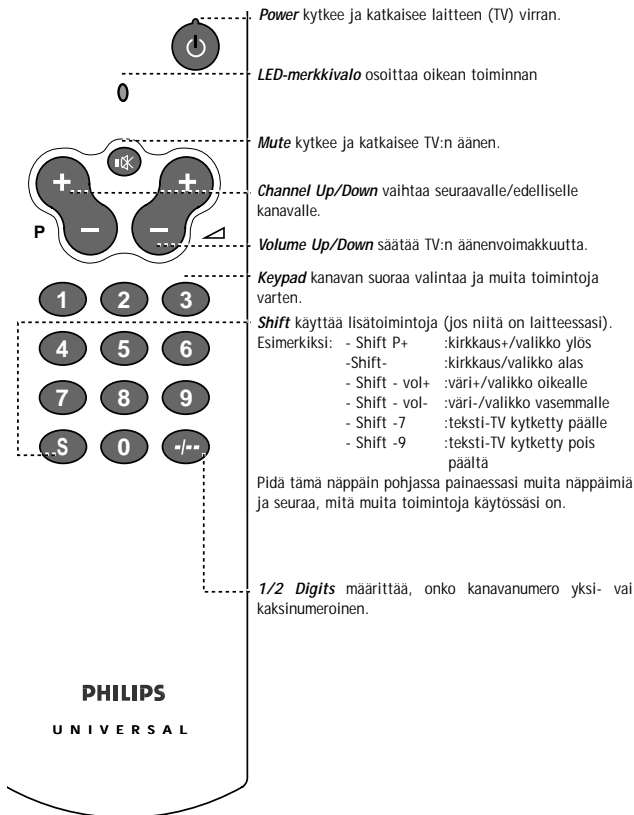 Power kytkee ja katkaisee laitteen (TV) virran.
LED-merkkivalo osoittaa oikean toiminnan
Mute kytkee ja katkaisee TV:n äänen.
Channel Up/Down vaihtaa seuraavalle/edelliselle
kanavalle.
Volume Up/Down säätää TV:n äänenvoimakkuutta.
Keypad kanavan suoraa valintaa ja muita toimintoja
varten.
Shift käyttää lisätoimintoja (jos niitä on laitteessasi).
Esimerkiksi: - Shift P+ :kirkkaus+/valikko ylös
-Shift- :kirkkaus/valikko alas
- Shift - vol+ :väri+/valikko oikealle
- Shift - vol- :väri-/valikko vasemmalle
- Shift -7 :teksti-TV kytketty päälle
- Shift -9 :teksti-TV kytketty pois
päältä
Pidä tämä näppäin pohjassa painaessasi muita näppäimiä
ja seuraa, mitä muita toimintoja käytössäsi on.
1/2 Digits määrittää, onko kanavanumero yksi- vai
kaksinumeroinen.
+ +
P - -
1 2 3
4 5 6
7 8 9
S 0 -/--
PHILIPS
UNIVERSAL